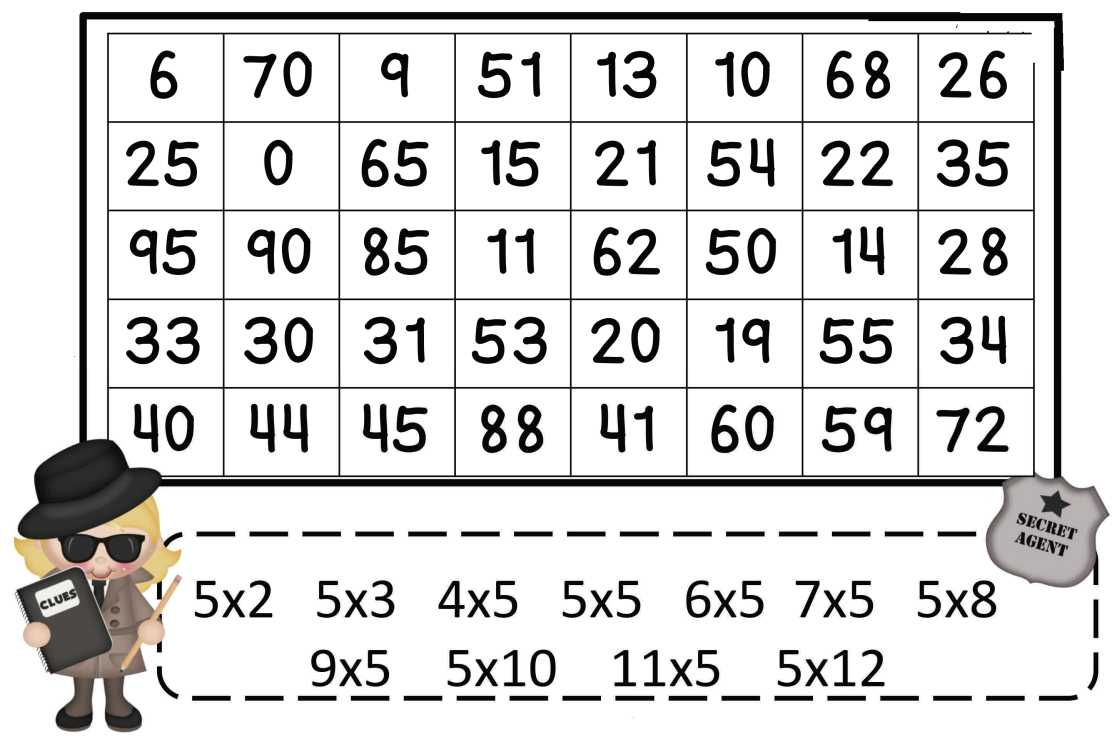 6 70 9 51 13 10 68 26
25 0 65 15 21 54 22 35
95 90 85 11 62 50 14 28
33 30 31 53 20 19 55 34
40 44 45 88 41 60 59 72
SECRET
AGENT
CLUES
5x2 5x3 4x5 5x5 6x5 7x5 5x8
9x5 5x10 11x5 5x12